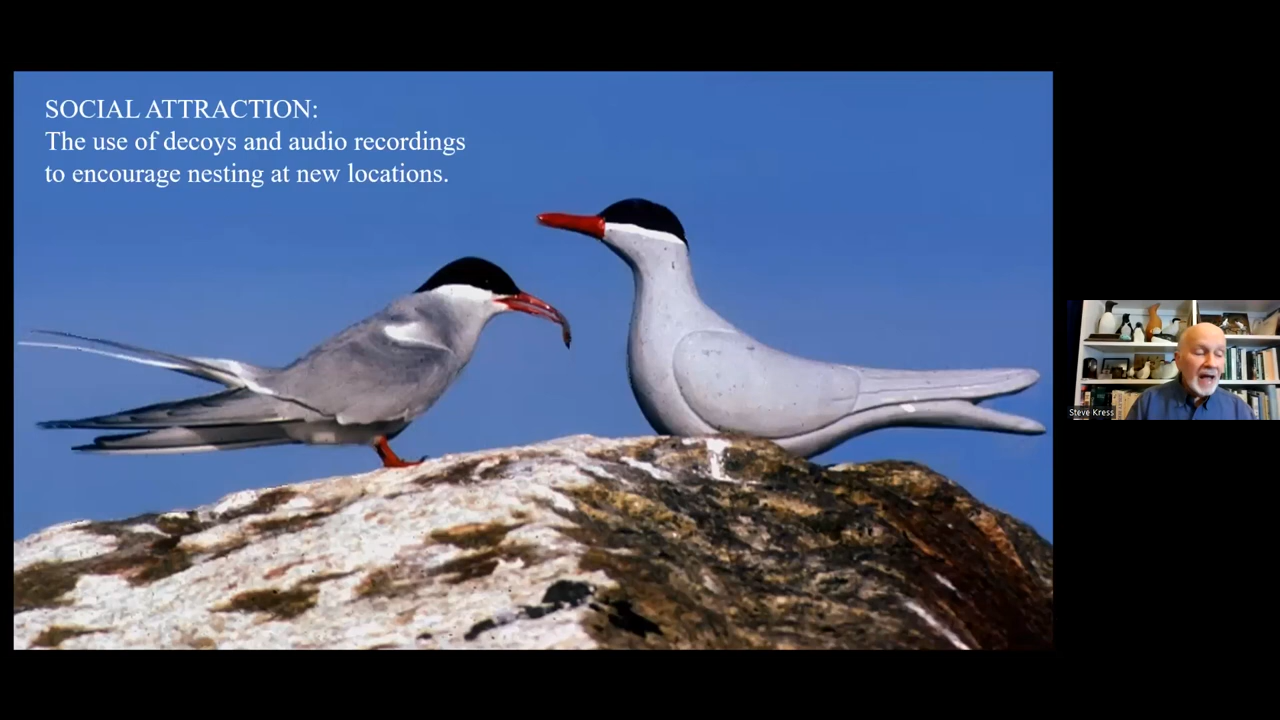 SOCIAL ATTRACTION:
The use of decoys and audio recordings
to encourage nesting at new locations.
Steve Kress